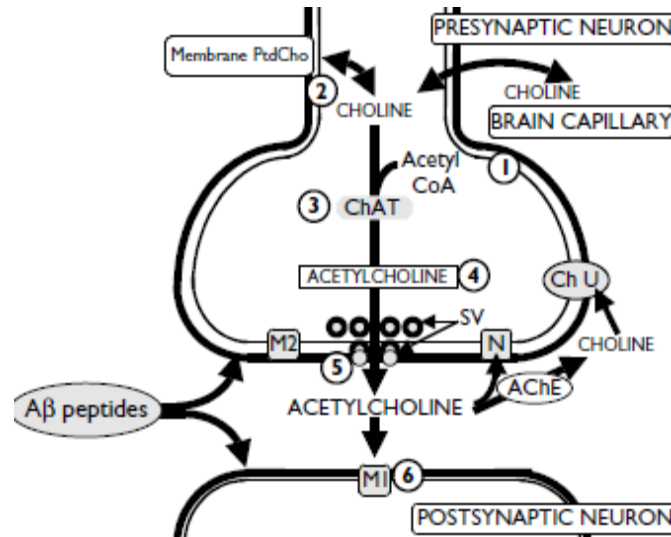 PRESYNAPTIC NEURON
Membrane PtdCho
2
CHOLINE
CHOLINE
BRAIN CAPILLARY
1
Acetyl
CoA
3
ChAT
ACETYLCHOLINE
4
Ch U
SV
M2
N
CHOLINE
5
AChE
Aβ peptides
ACETYLCHOLINE
M1
6
POSTSYNAPTIC NEURON